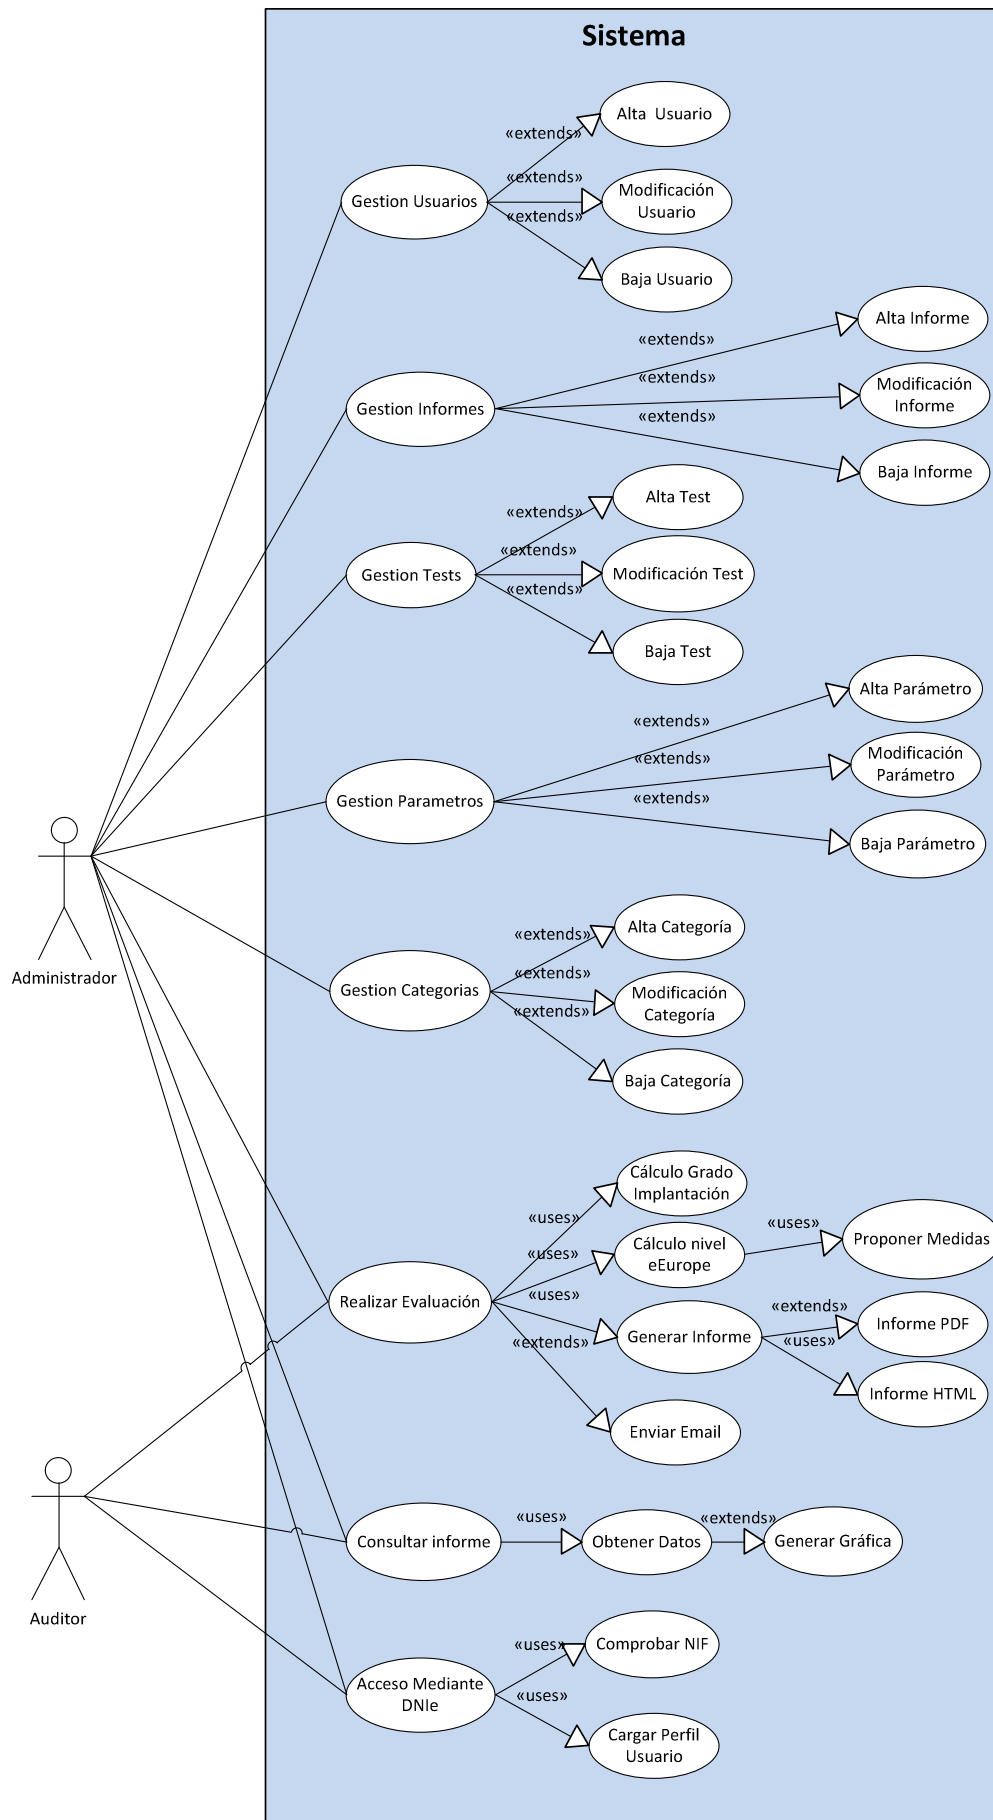 Sistema
Alta  Usuario
«extends»
Gestion Usuarios
«extends»
Modificación
Usuario
«extends»
Baja Usuario
Alta Informe
«extends»
Gestion Informes
«extends»
Modificación
Informe
«extends»
Baja Informe
Alta Test
«extends»
Gestion Tests
«extends»
Modificación Test
«extends»
Baja Test
Alta Parámetro
«extends»
Gestion Parametros
«extends»
Modificación
Parámetro
«extends»
Baja Parámetro
Administrador
Alta Categoría
«extends»
Gestion Categorias
«extends»
Modificación
Categoría
«extends»
Baja Categoría
Cálculo Grado
Implantación
«uses»
Realizar Evaluación
«uses»
Cálculo nivel
eEurope
«uses»
Proponer Medidas
«uses»
Generar Informe
«extends»
Informe PDF
«uses»
Informe HTML
«extends»
Enviar Email
Consultar informe
«uses»
Obtener Datos
«extends»
Generar Gráfica
Auditor
Acceso Mediante
DNIe
«uses»
Comprobar NIF
«uses»
Cargar Perfil
Usuario